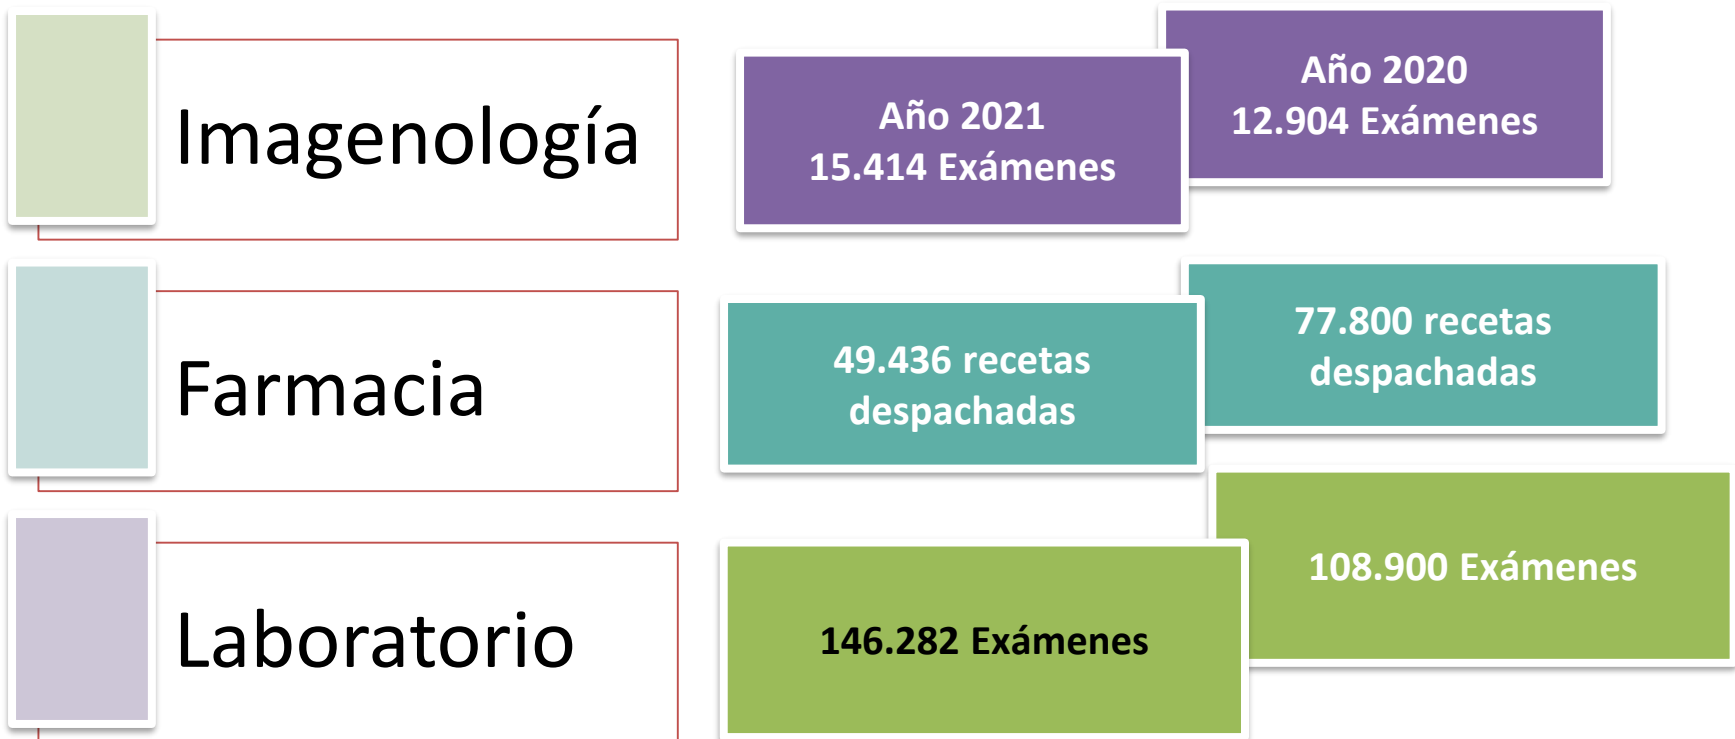 Imagenología
Año 2021
15.414 Exámenes
Año 2020
12.904 Exámenes
Farmacia
49.436 recetas
despachadas
77.800 recetas
despachadas
Laboratorio
146.282 Exámenes
108.900 Exámenes